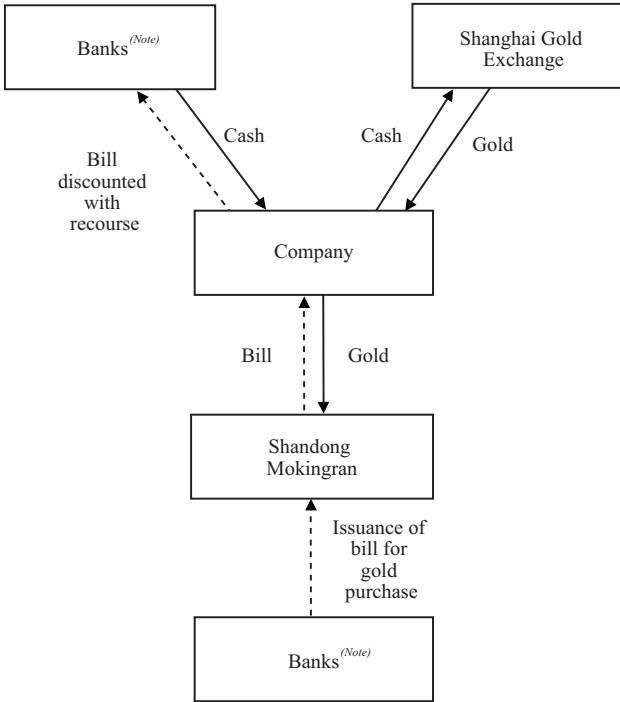 Banks(Note)
Shanghai Gold
Exchange
Cash
Cash
Gold
Bill
discounted
with
recourse
Company
Bill
Gold
Shandong
Mokingran
Issuance of
bill for
gold
purchase
Banks(Note)